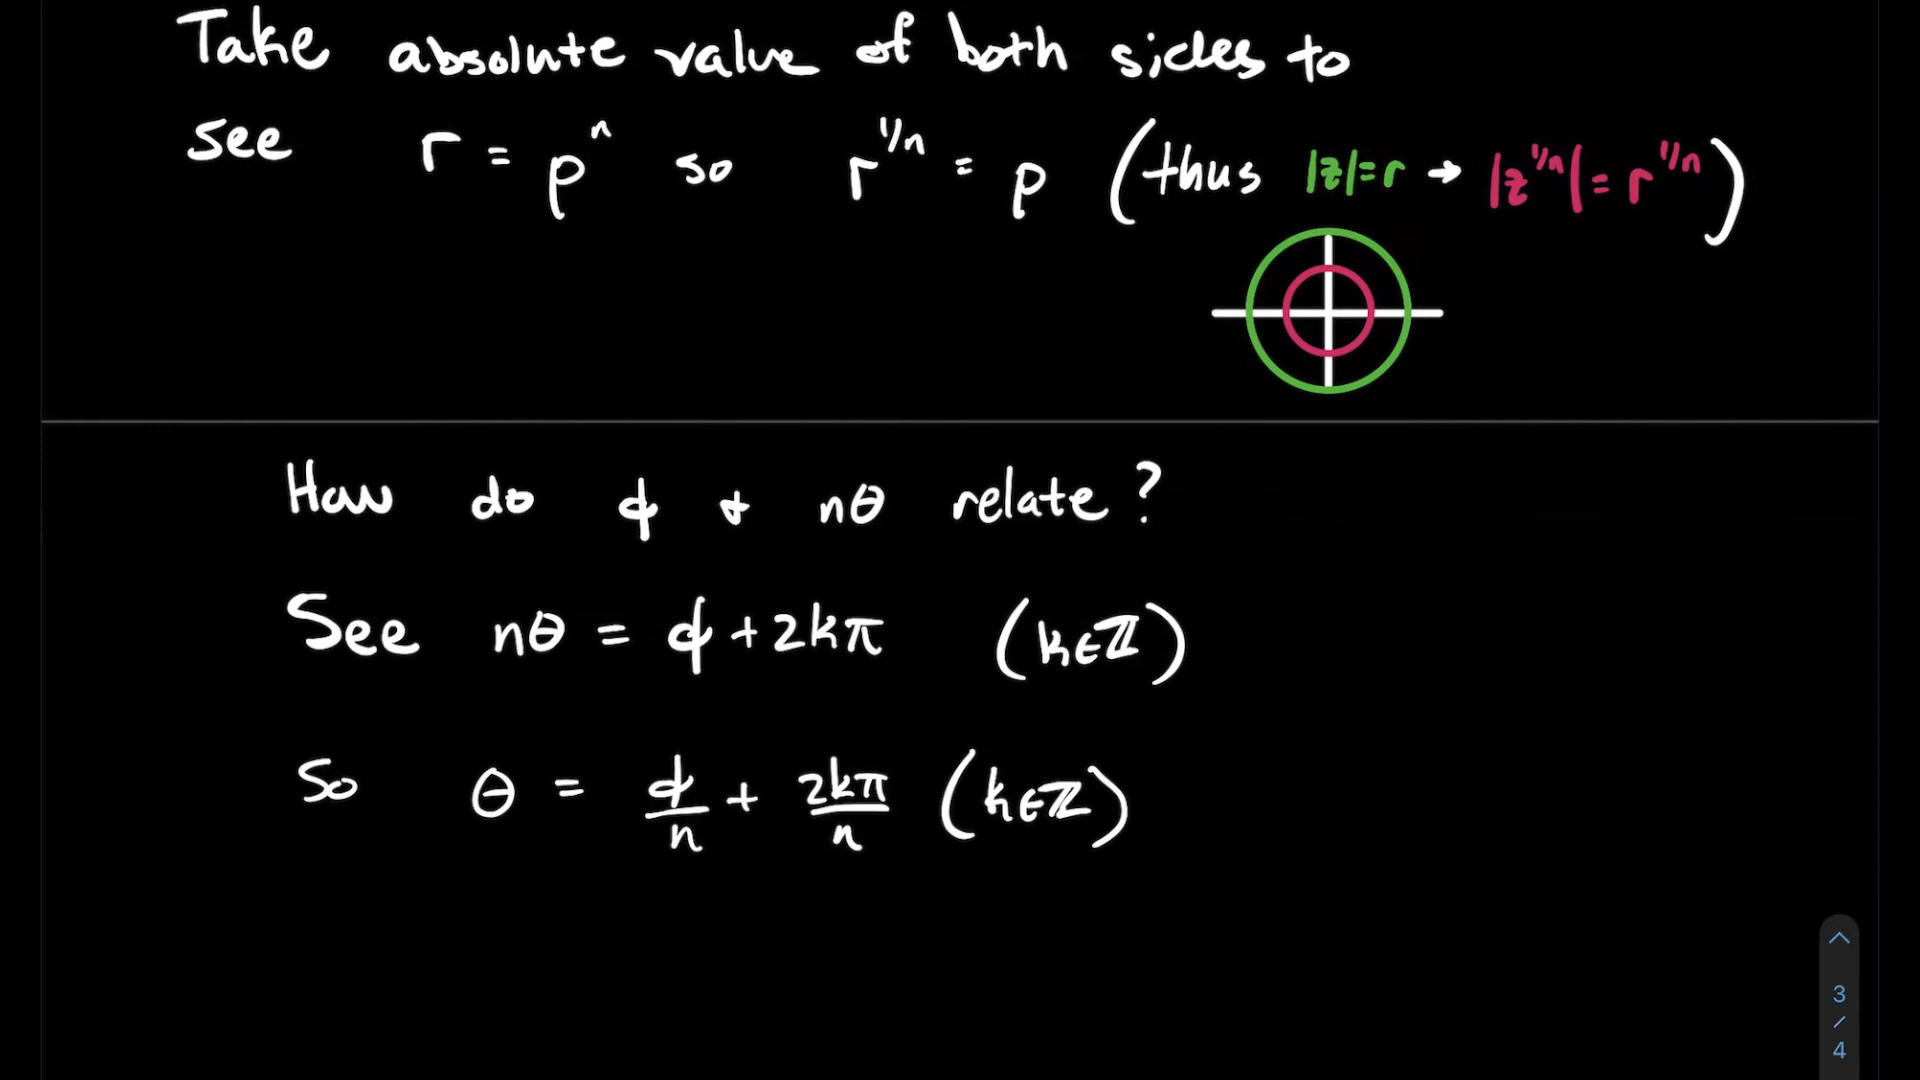 Take absolute value of both sides to
see r = pⁿ so r^{1/n} = p (thus |z|=r → |z^{1/n}|=r^{1/n})
How do ϕ & nθ relate?
See nθ = ϕ+2kπ (k∈ℤ)
So θ = ϕ/n + 2kπ/n (k∈ℤ)
3
/
4